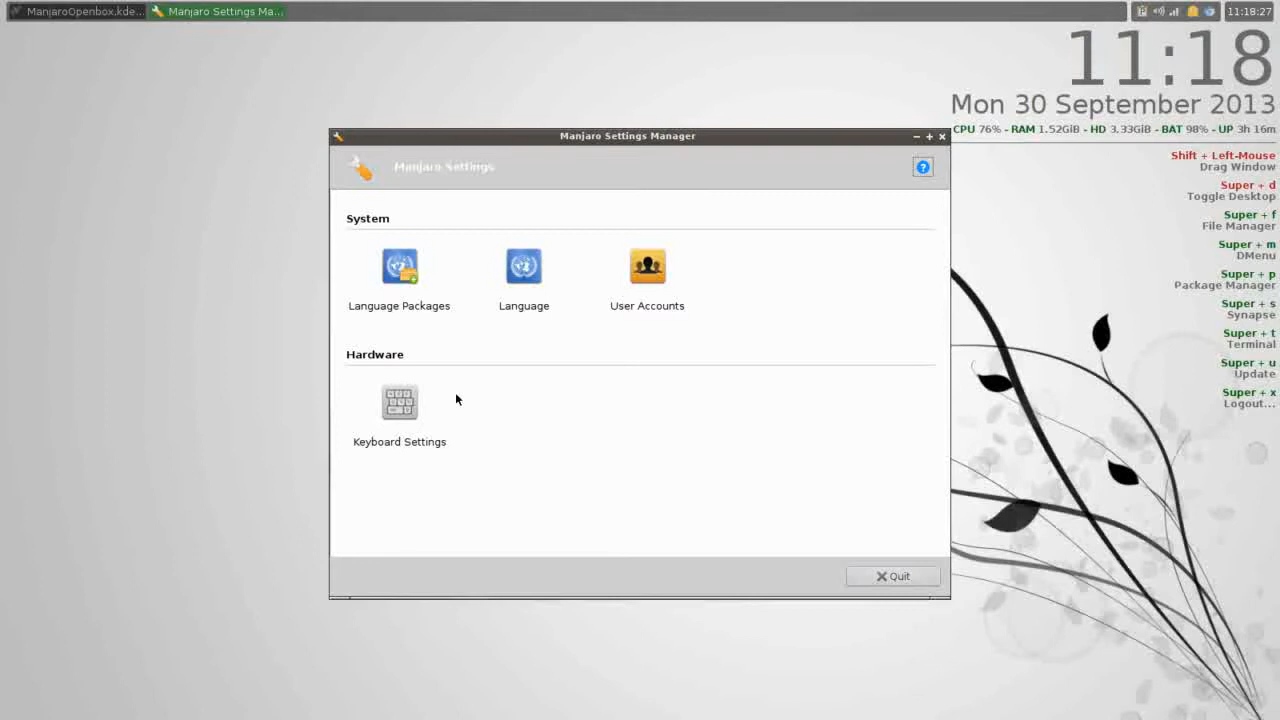 ManjaroOpenbox.kde...
Manjaro Settings Ma...
11:18:27
11:18
Mon 30 September 2013
CPU 76% - RAM 1.52GiB - HD 3.33GiB - BAT 98% - UP 3h 16m
Shift + Left-Mouse
Drag Window
Super + d
Toggle Desktop
Super + f
File Manager
Super + m
DMenu
Super + p
Package Manager
Super + s
Synapse
Super + t
Terminal
Super + u
Update
Super + x
Logout...
Manjaro Settings Manager
Manjaro Settings
System
Language Packages
Language
User Accounts
Hardware
Keyboard Settings
Quit